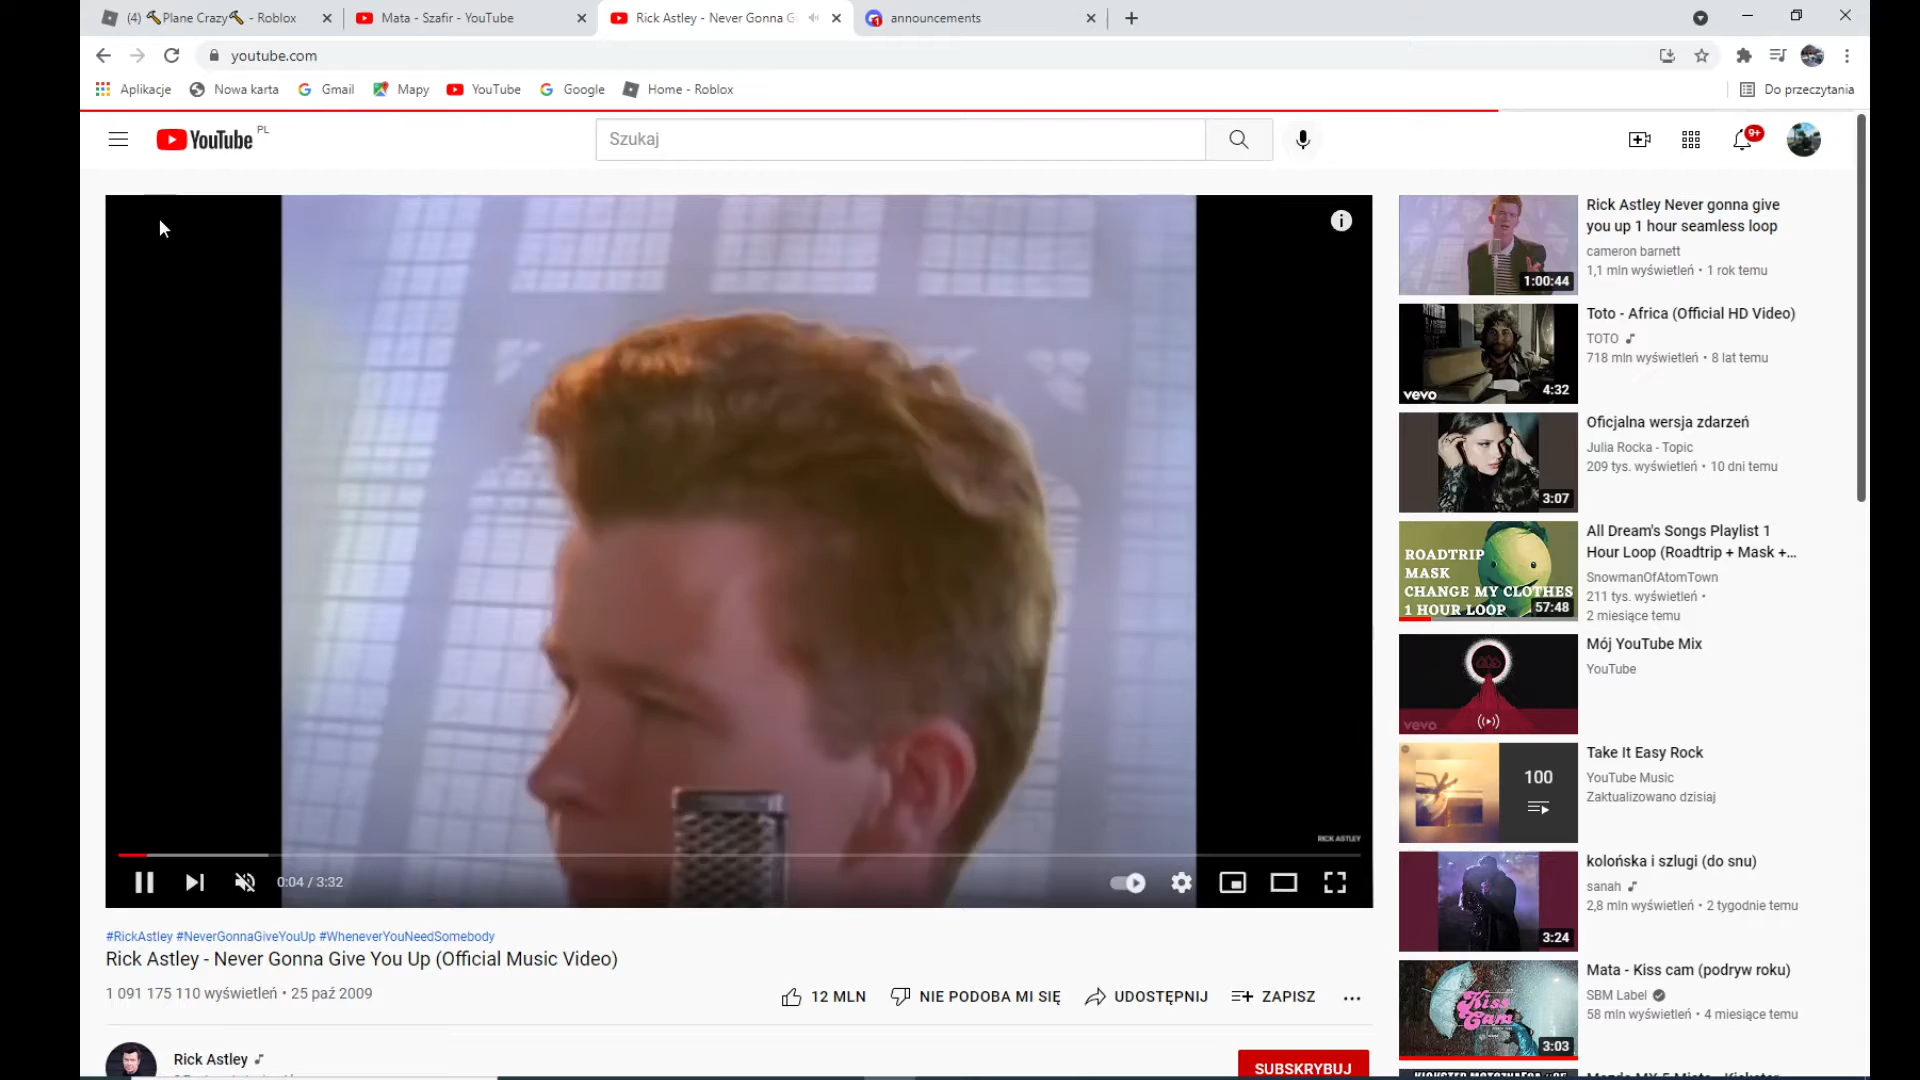 (4) 🔨Plane Crazy🔨 - Roblox
Mata - Szafir - YouTube
Rick Astley - Never Gonna G
announcements
youtube.com
Aplikacje
Nowa karta
Gmail
Mapy
YouTube
Google
Home - Roblox
Do przeczytania
YouTube PL
Szukaj
9+
RICK ASTLEY
0:04 / 3:32
#RickAstley #NeverGonnaGiveYouUp #WheneverYouNeedSomebody
Rick Astley - Never Gonna Give You Up (Official Music Video)
1 091 175 110 wyświetleń • 25 paź 2009
12 MLN
NIE PODOBA MI SIĘ
UDOSTĘPNIJ
ZAPISZ
Rick Astley
SUBSKRYBUJ
1:00:44
Rick Astley Never gonna give
you up 1 hour seamless loop
cameron barnett
1,1 mln wyświetleń • 1 rok temu
vevo
4:32
Toto - Africa (Official HD Video)
TOTO
718 mln wyświetleń • 8 lat temu
3:07
Oficjalna wersja zdarzeń
Julia Rocka - Topic
209 tys. wyświetleń • 10 dni temu
ROADTRIP
MASK
CHANGE MY CLOTHES
1 HOUR LOOP
57:48
All Dream's Songs Playlist 1
Hour Loop (Roadtrip + Mask +...
SnowmanOfAtomTown
211 tys. wyświetleń •
2 miesiące temu
vevo
Mój YouTube Mix
YouTube
100
Take It Easy Rock
YouTube Music
Zaktualizowano dzisiaj
3:24
kolońska i szlugi (do snu)
sanah
2,8 mln wyświetleń • 2 tygodnie temu
Kiss
Cam
3:03
Mata - Kiss cam (podryw roku)
SBM Label
58 mln wyświetleń • 4 miesiące temu